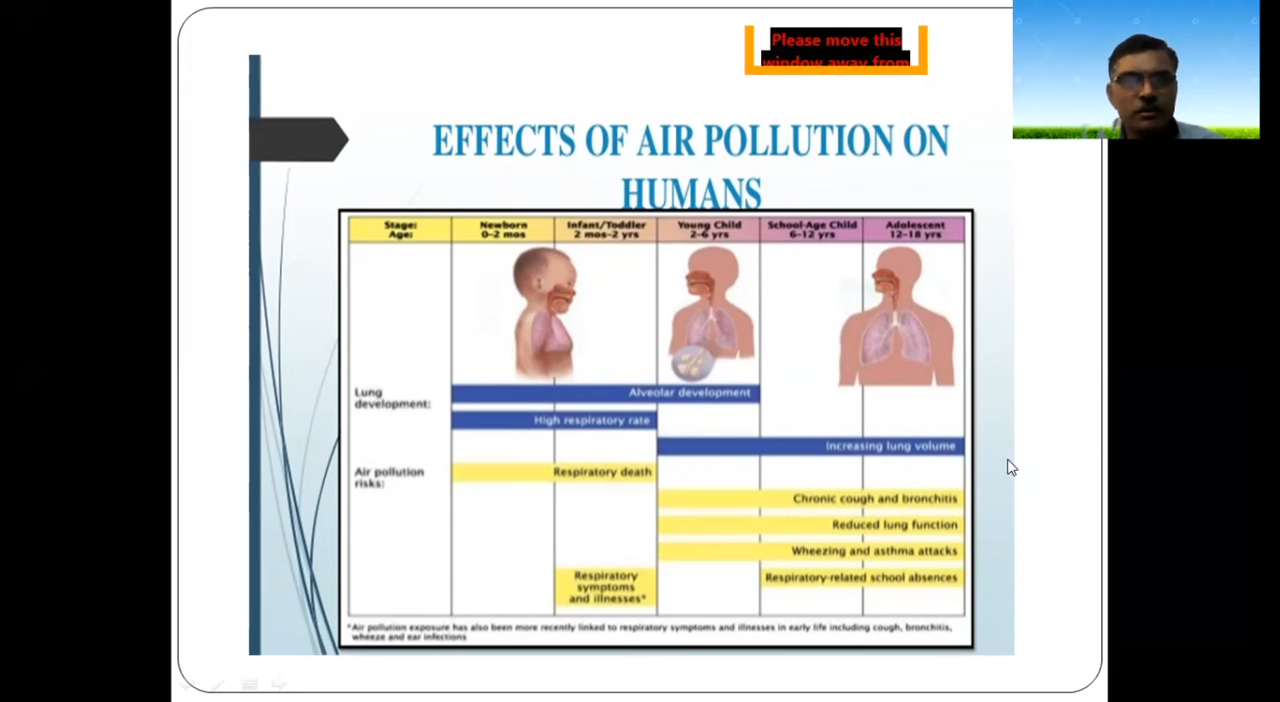 Please move this
window away from
EFFECTS OF AIR POLLUTION ON
HUMANS
Stage: Newborn Infant/Toddler Young Child School-Age Child Adolescent
Age: 0-2 mos 2 mos-2 yrs 2-6 yrs 6-12 yrs 12-18 yrs
Lung
development:
Alveolar development
High respiratory rate
Increasing lung volume
Air pollution
risks:
Respiratory death
Chronic cough and bronchitis
Reduced lung function
Wheezing and asthma attacks
Respiratory
symptoms
and illnesses*
Respiratory-related school absences
*Air pollution exposure has also been more recently linked to respiratory symptoms and illnesses in early life including cough, bronchitis,
wheeze and ear infections